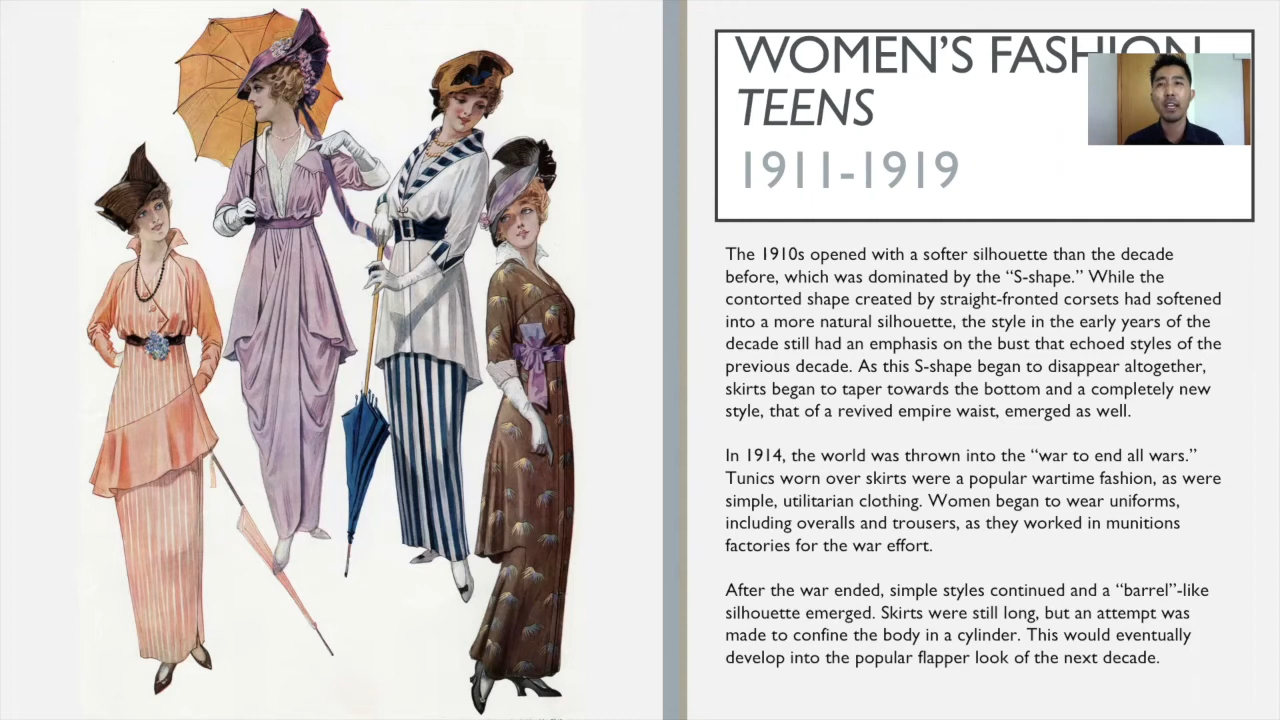 WOMEN’S FASHION
TEENS
1911-1919
The 1910s opened with a softer silhouette than the decade
before, which was dominated by the “S-shape.” While the
contorted shape created by straight-fronted corsets had softened
into a more natural silhouette, the style in the early years of the
decade still had an emphasis on the bust that echoed styles of the
previous decade. As this S-shape began to disappear altogether,
skirts began to taper towards the bottom and a completely new
style, that of a revived empire waist, emerged as well.
In 1914, the world was thrown into the “war to end all wars.”
Tunics worn over skirts were a popular wartime fashion, as were
simple, utilitarian clothing. Women began to wear uniforms,
including overalls and trousers, as they worked in munitions
factories for the war effort.
After the war ended, simple styles continued and a “barrel”-like
silhouette emerged. Skirts were still long, but an attempt was
made to confine the body in a cylinder. This would eventually
develop into the popular flapper look of the next decade.